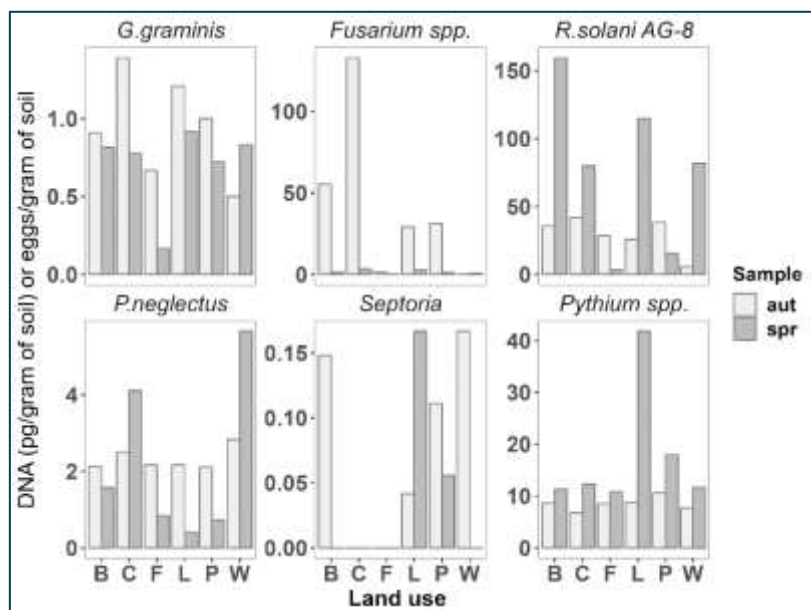 G.graminis Fusarium spp. R.solani AG-8
DNA (pg/gram of soil) or eggs/gram of soil
1.0
0.5
0.0
100
50
0
150
100
50
0
Sample
aut
spr
P.neglectus Septoria Pythium spp.
4
2
0
0.15
0.10
0.05
0.00
40
30
20
10
0
B C F L P W B C F L P W B C F L P W
Land use